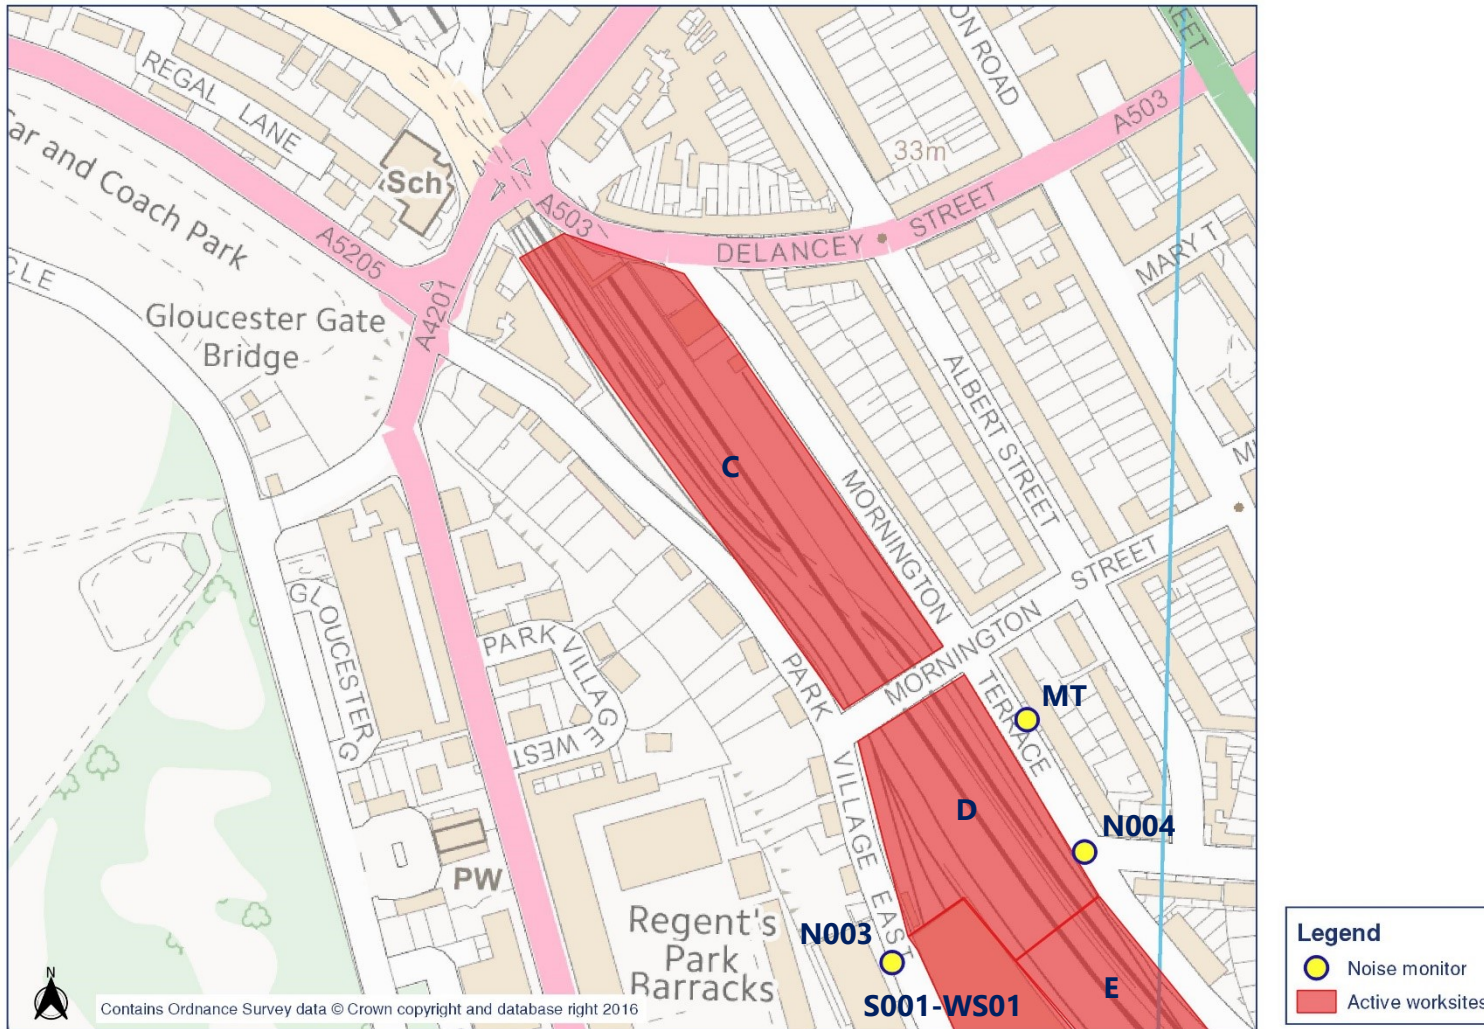 REGAL LANE
ar and Coach Park
CLE
Sch
A5205
A4201
Gloucester Gate
Bridge
A503
DELANCEY STREET
33m
ON ROAD
A503
REET
MARY T
ALBERT STREET
M
C
MORNINGTON
TERRACE
MORNINGTON STREET
PARK
VILLAGE EAST
PARK VILLAGE WEST
GLOUCESTER G
PW
Regent's
Park
Barracks
MT
D
N004
N003
S001-WS01
E
N
Contains Ordnance Survey data © Crown copyright and database right 2016
Legend
Noise monitor
Active worksites